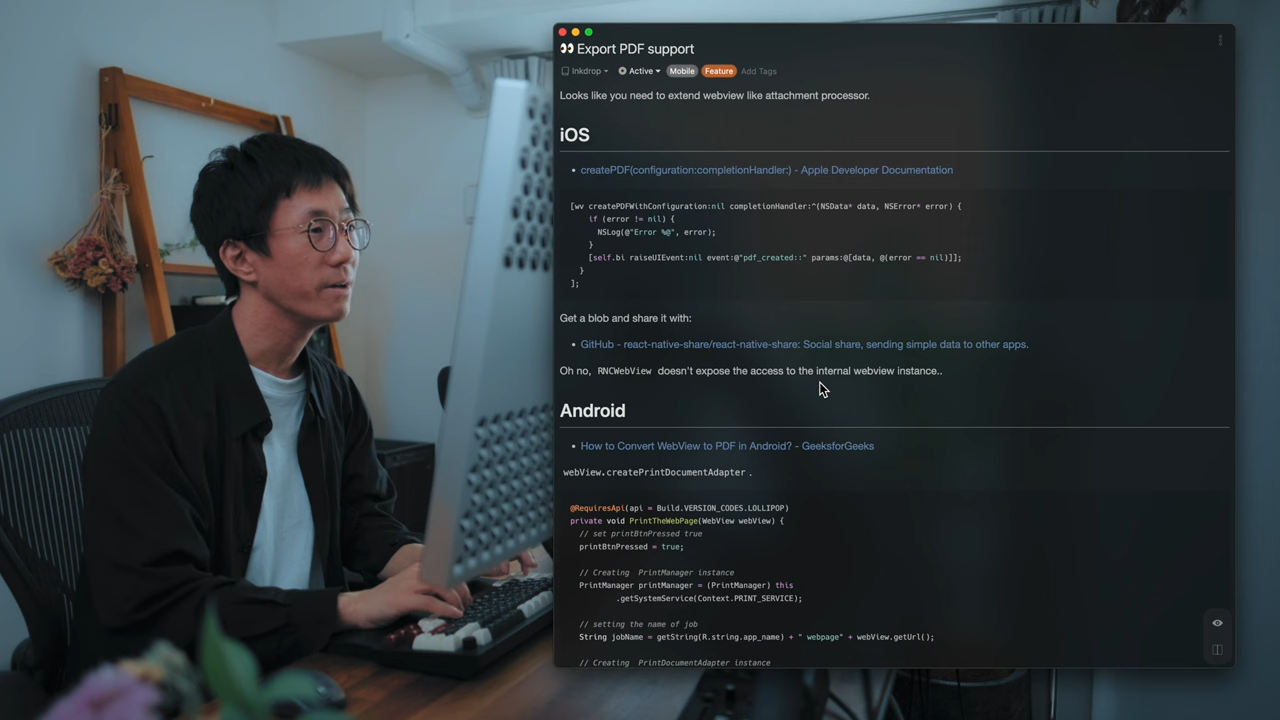 👀 Export PDF support
Inkdrop Active Mobile Feature Add Tags
Looks like you need to extend webview like attachment processor.
iOS
• createPDF(configuration:completionHandler:) - Apple Developer Documentation
[wv createPDFWithConfiguration:nil completionHandler:^(NSData* data, NSError* error) {
if (error != nil) {
NSLog(@"Error %@", error);
}
[self.bi raiseUIEvent:nil event:@"pdf_created::" params:@[data, @(error == nil)]];
}
];
Get a blob and share it with:
• GitHub - react-native-share/react-native-share: Social share, sending simple data to other apps.
Oh no, RNCWebView doesn't expose the access to the internal webview instance..
Android
• How to Convert WebView to PDF in Android? - GeeksforGeeks
webView.createPrintDocumentAdapter.
@RequiresApi(api = Build.VERSION_CODES.LOLLIPOP)
private void PrintTheWebPage(WebView webView) {
// set printBtnPressed true
printBtnPressed = true;
// Creating  PrintManager instance
PrintManager printManager = (PrintManager) this
.getSystemService(Context.PRINT_SERVICE);
// setting the name of job
String jobName = getString(R.string.app_name) + " webpage" + webView.getUrl();
// Creating  PrintDocumentAdapter instance